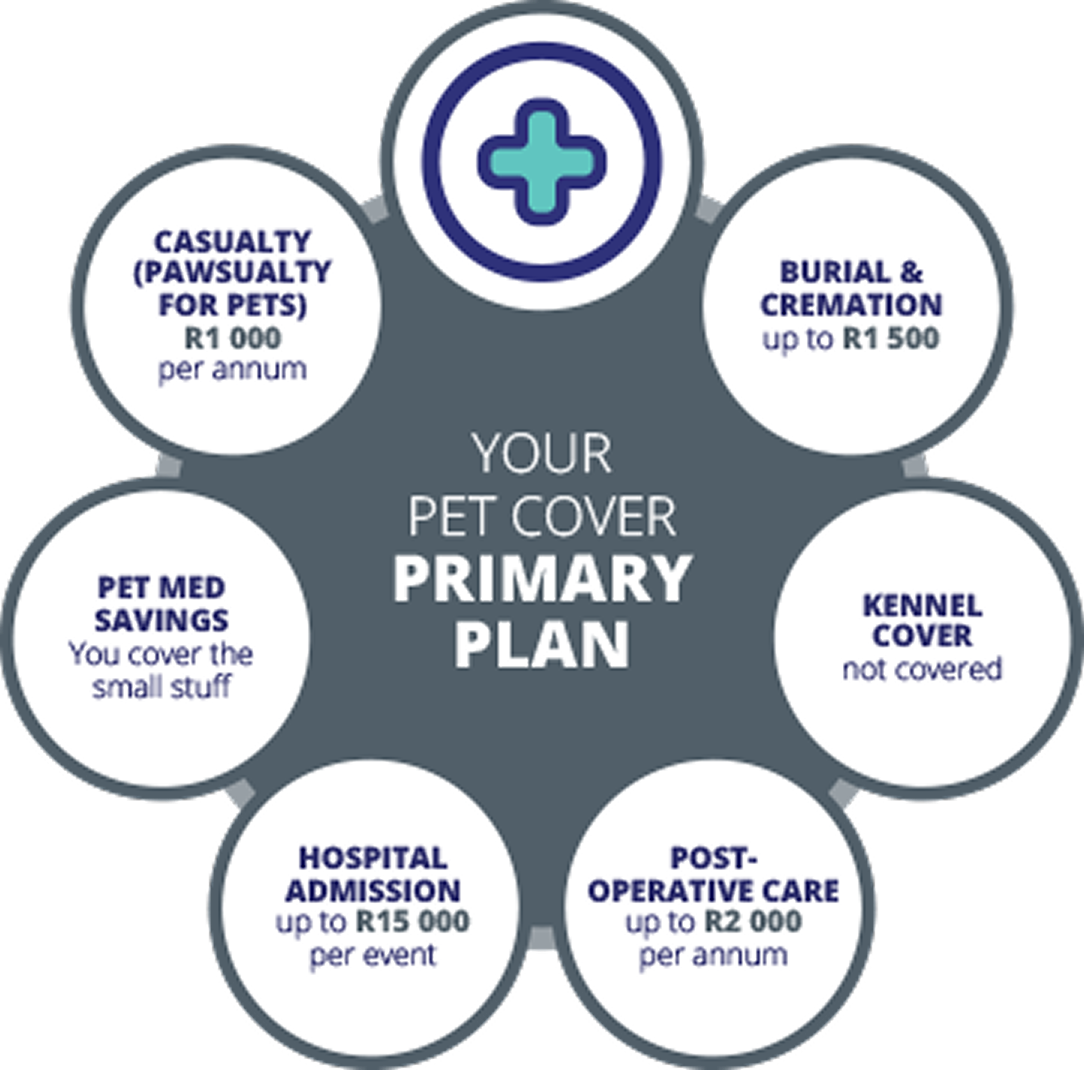 CASUALTY
(PAWSUALTY
FOR PETS)
R1 000
per annum
BURIAL &
CREMATION
up to R1 500
YOUR
PET COVER
PRIMARY
PLAN
PET MED
SAVINGS
You cover the
small stuff
KENNEL
COVER
not covered
HOSPITAL
ADMISSION
up to R15 000
per event
POST-
OPERATIVE CARE
up to R2 000
per annum